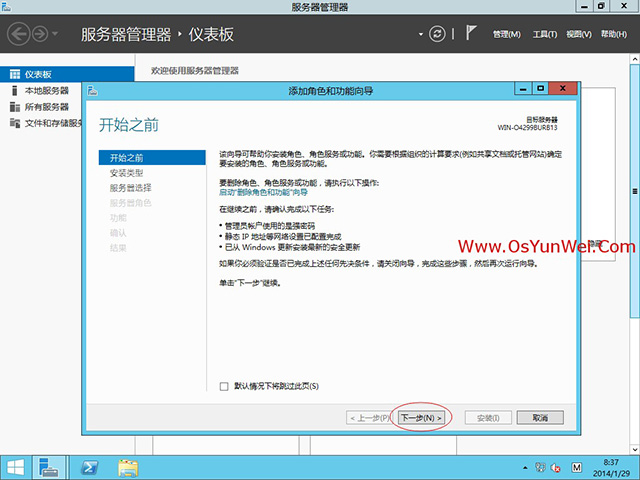 服务器管理器
服务器管理器 · 仪表板
管理(M) 工具(T) 视图(V) 帮助(H)
仪表板
本地服务器
所有服务器
文件和存储服务
欢迎使用服务器管理器
添加角色和功能向导
开始之前
目标服务器
WIN-O4299BURB13
开始之前
安装类型
服务器选择
服务器角色
功能
确认
结果
该向导可帮助你安装角色、角色服务或功能。你需要根据组织的计算要求(例如共享文档或托管网站)确定
要安装的角色、角色服务或功能。
要删除角色、角色服务或功能，请执行以下操作:
启动“删除角色和功能”向导
在继续之前，请确认完成以下任务:
• 管理员帐户使用的是强密码
• 静态 IP 地址等网络设置已配置完成
• 已从 Windows 更新安装最新的安全更新
如果你必须验证是否已完成上述任何先决条件，请关闭向导，完成这些步骤，然后再次运行向导。
单击“下一步”继续。
Www.OsYunWei.Com
隐藏
默认情况下将跳过此页(S)
< 上一步(P)
下一步(N) >
安装(I)
取消
M
8:37
2014/1/29